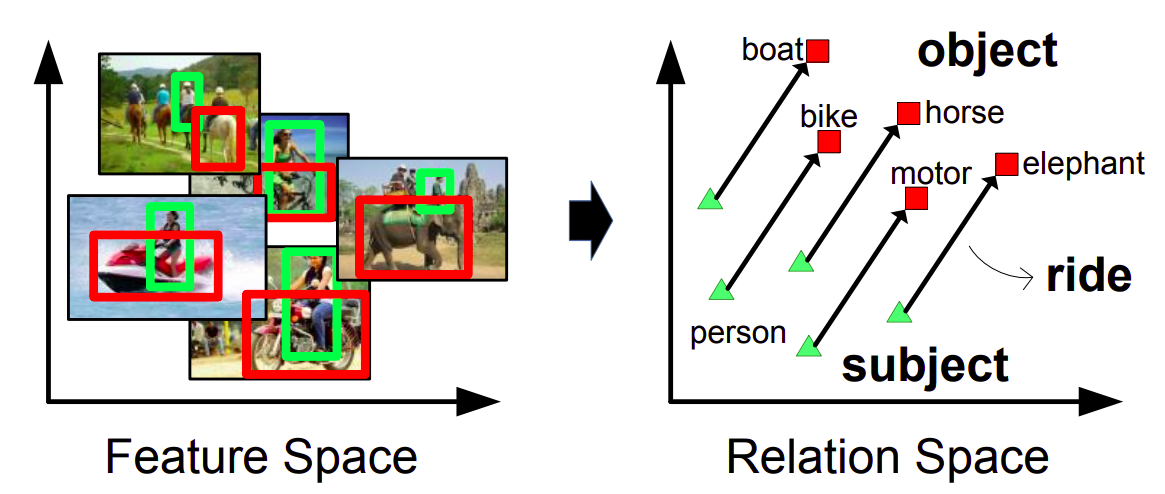 boat
object
bike
horse
motor
elephant
ride
person
subject
Feature Space
Relation Space